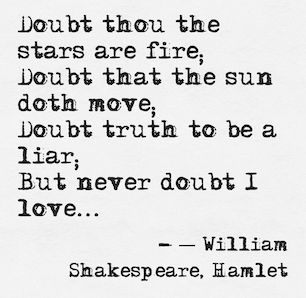 Doubt thou the
stars are fire;
Doubt that the sun
doth move;
Doubt truth to be a
liar;
But never doubt I
love...
- — William
Shakespeare, Hamlet